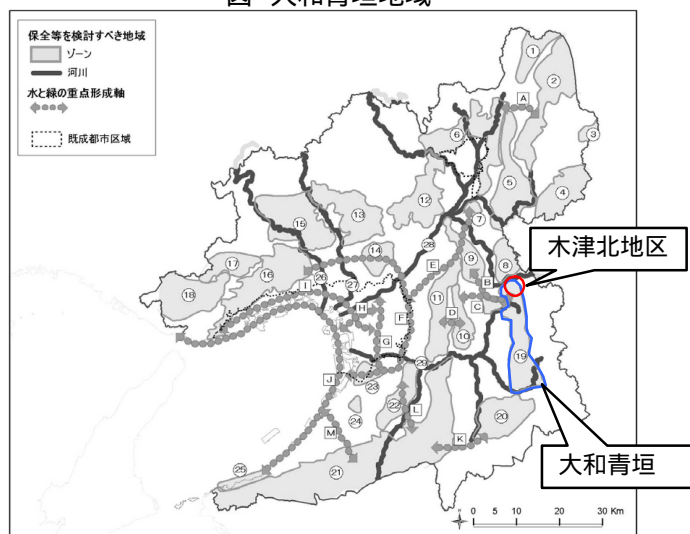 図 大和青垣地域
保全等を検討すべき地域
ゾーン
河川
水と緑の重点形成軸
既成都市区域
①
②
A
③
⑥
⑤
④
⑫
⑬
⑦
⑮
木津北地区
⑭
㉘
⑨
⑧
⑰
⑯
E
B
I
㉖
㉗
⑱
⑪
C
H
D
F
G
⑩
⑲
㉙
J
㉓
㉒
L
㉔
⑳
M
K
大和青垣
㉕
㉑
0 5 10 20 30 Km